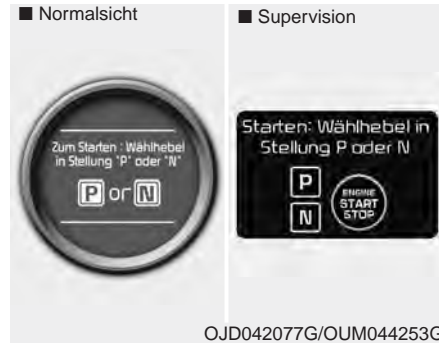 ■ Normalsicht
Zum Starten : Wählhebel
in Stellung "P" oder "N"
P or N
■ Supervision
Starten: Wählhebel in
Stellung P oder N
P
N
ENGINE
START
STOP
OJD042077G/OUM044253G